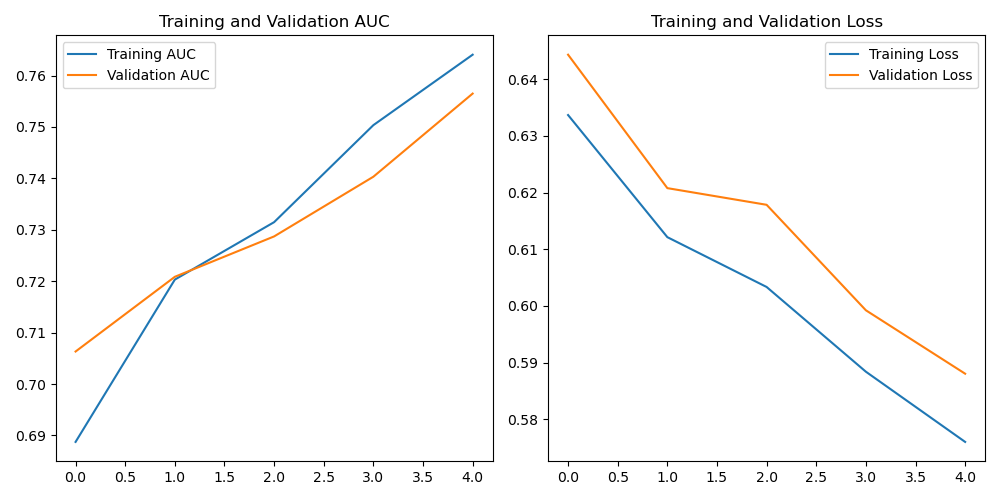 Training and Validation AUC
Training AUC
Validation AUC
0.76
0.75
0.74
0.73
0.72
0.71
0.70
0.69
0.0 0.5 1.0 1.5 2.0 2.5 3.0 3.5 4.0
Training and Validation Loss
Training Loss
Validation Loss
0.64
0.63
0.62
0.61
0.60
0.59
0.58
0.0 0.5 1.0 1.5 2.0 2.5 3.0 3.5 4.0